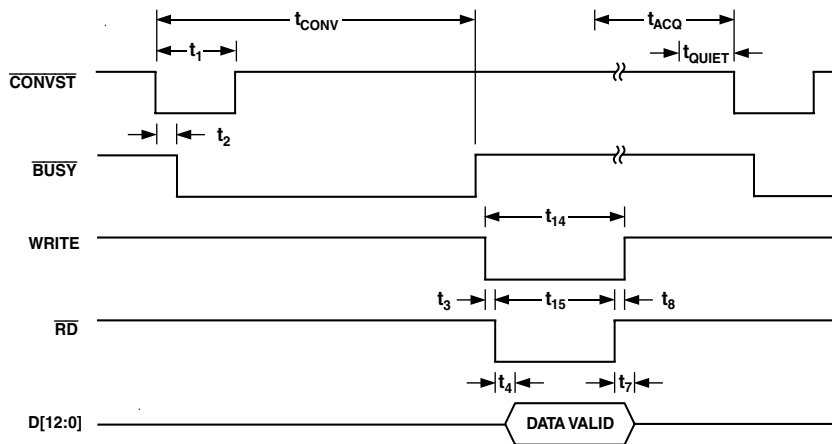 tCONV
tACQ
t1
tQUIET
CONVST
t2
BUSY
t14
WRITE
t3
t15
t8
RD
t4
t7
D[12:0]
DATA VALID